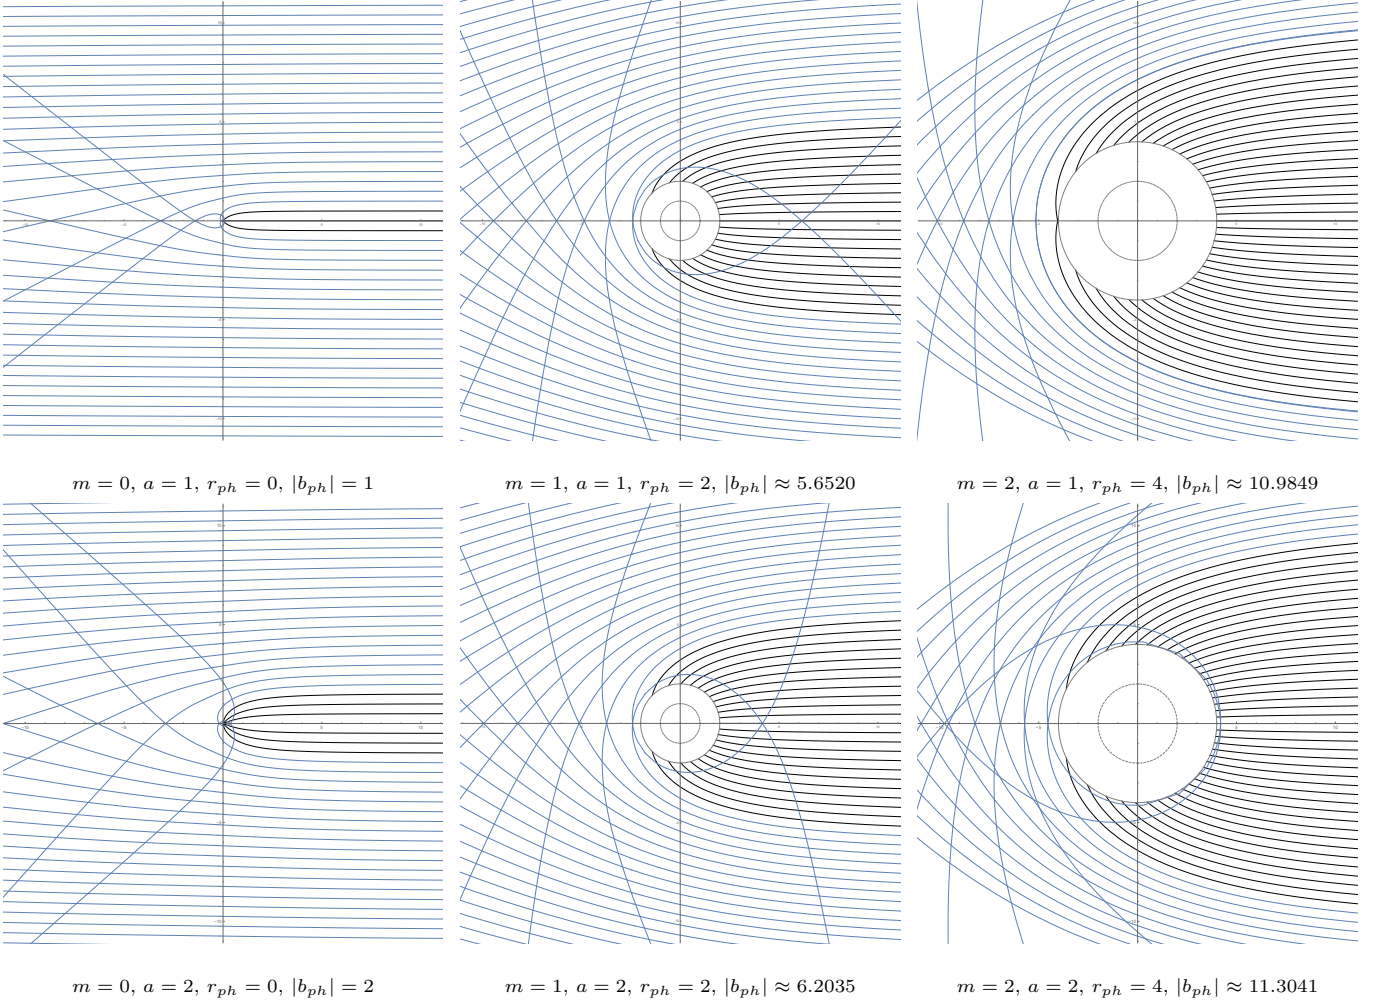 m = 0, a = 1, r_{ph} = 0, |b_{ph}| = 1
m = 1, a = 1, r_{ph} = 2, |b_{ph}| ≈ 5.6520
m = 2, a = 1, r_{ph} = 4, |b_{ph}| ≈ 10.9849
m = 0, a = 2, r_{ph} = 0, |b_{ph}| = 2
m = 1, a = 2, r_{ph} = 2, |b_{ph}| ≈ 6.2035
m = 2, a = 2, r_{ph} = 4, |b_{ph}| ≈ 11.3041